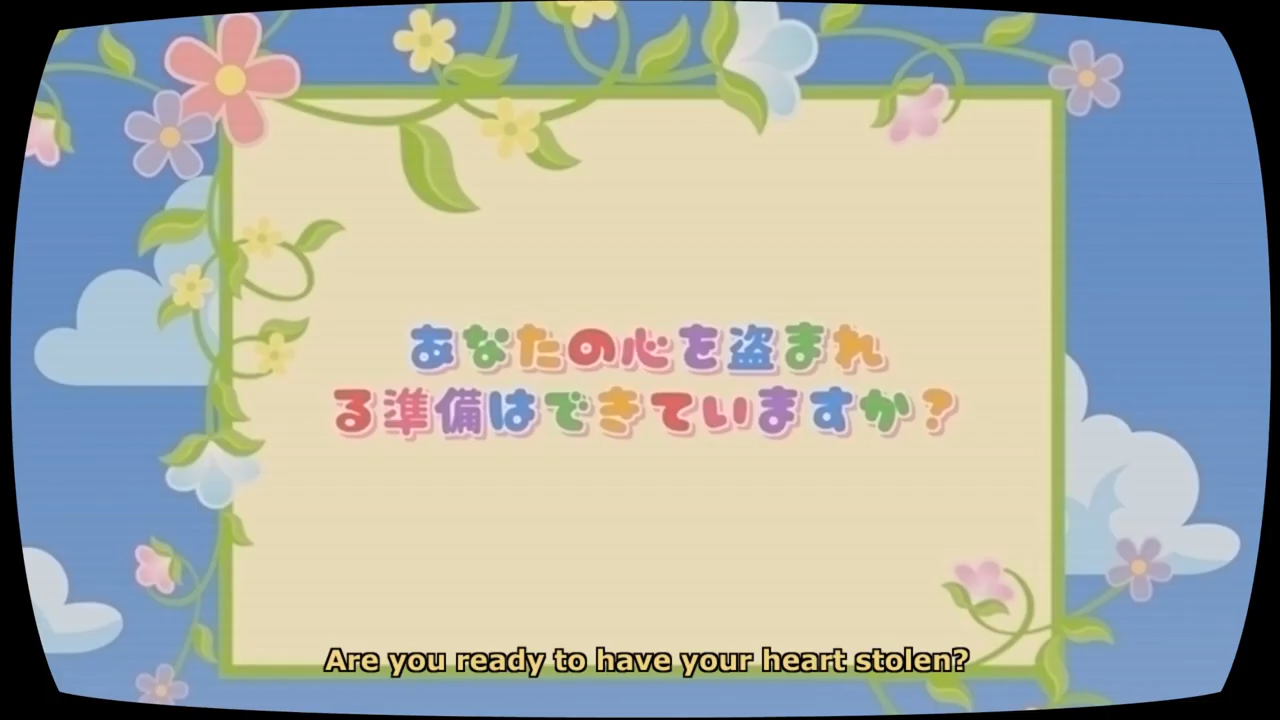 あなたの心を盗まれ
る準備はできていますか？
Are you ready to have your heart stolen?